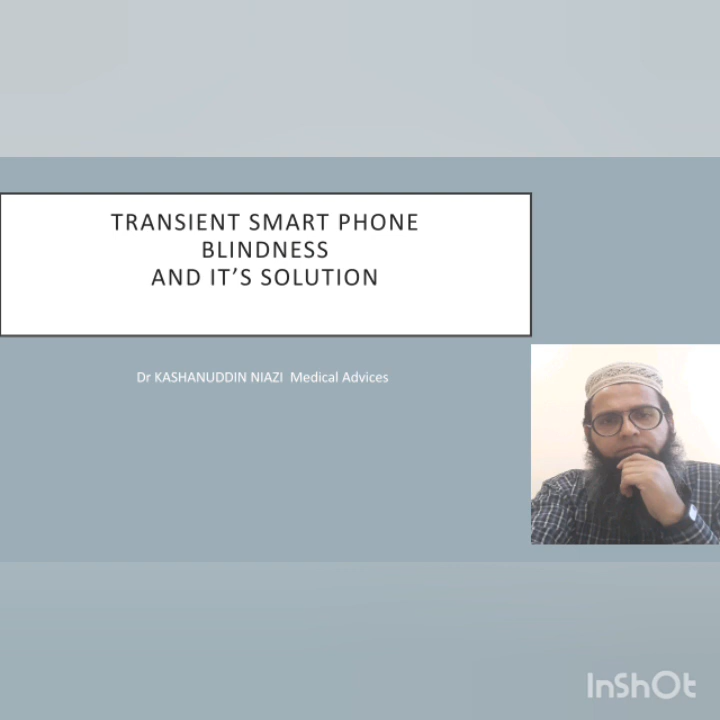 TRANSIENT SMART PHONE
BLINDNESS
AND IT’S SOLUTION
Dr KASHANUDDIN NIAZI  Medical Advices
InShOt